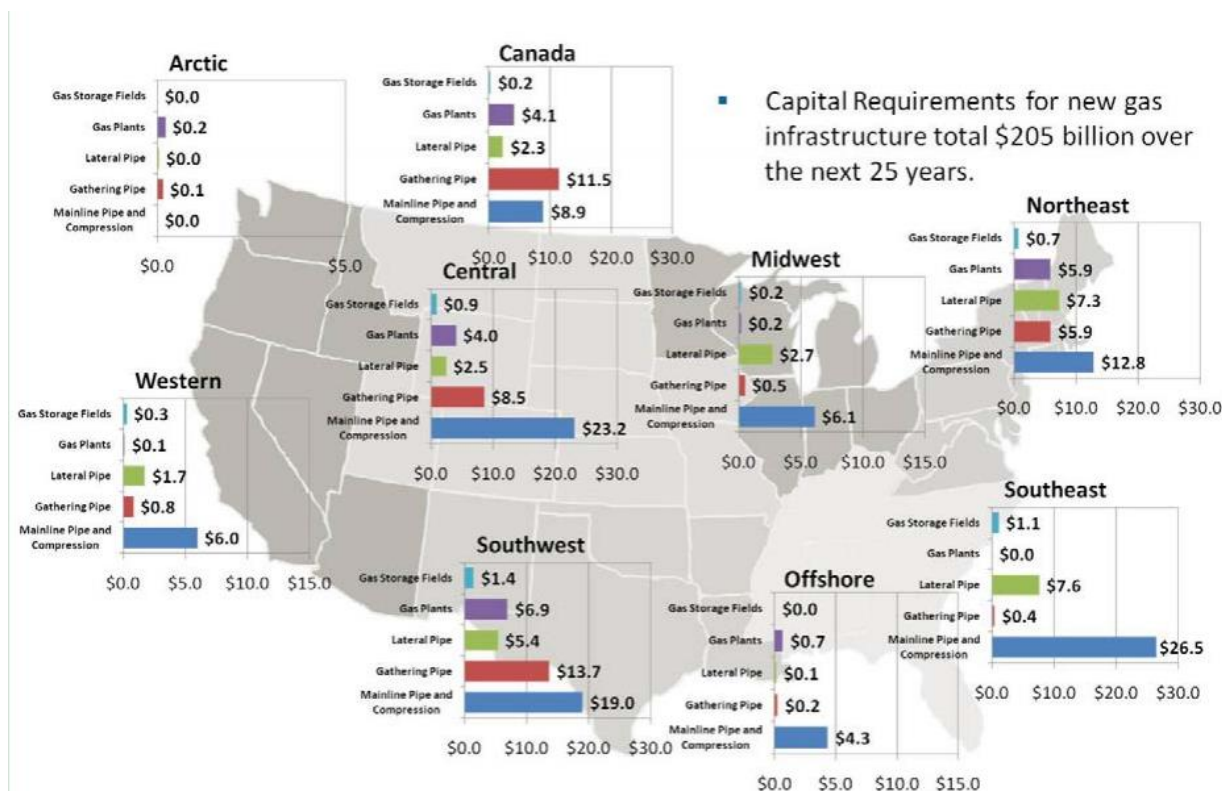 Arctic
Gas Storage Fields $0.0
Gas Plants $0.2
Lateral Pipe $0.0
Gathering Pipe $0.1
Mainline Pipe and
Compression $0.0
$0.0 $5.0
Canada
Gas Storage Fields $0.2
Gas Plants $4.1
Lateral Pipe $2.3
Gathering Pipe $11.5
Mainline Pipe and
Compression $8.9
$0.0 $10.0 $20.0 $30.0
▪ Capital Requirements for new gas
infrastructure total $205 billion over
the next 25 years.
Northeast
Gas Storage Fields $0.7
Gas Plants $5.9
Lateral Pipe $7.3
Gathering Pipe $5.9
Mainline Pipe and
Compression $12.8
$0.0 $10.0 $20.0 $30.0
Central
Gas Storage Fields $0.9
Gas Plants $4.0
Lateral Pipe $2.5
Gathering Pipe $8.5
Mainline Pipe and
Compression $23.2
$0.0 $10.0 $20.0 $30.0
Midwest
Gas Storage Fields $0.2
Gas Plants $0.2
Lateral Pipe $2.7
Gathering Pipe $0.5
Mainline Pipe and
Compression $6.1
$0.0 $5.0 $10.0 $15.0
Western
Gas Storage Fields $0.3
Gas Plants $0.1
Lateral Pipe $1.7
Gathering Pipe $0.8
Mainline Pipe and
Compression $6.0
$0.0 $5.0 $10.0 $15.0
Southwest
Gas Storage Fields $1.4
Gas Plants $6.9
Lateral Pipe $5.4
Gathering Pipe $13.7
Mainline Pipe and
Compression $19.0
$0.0 $10.0 $20.0 $30.0
Offshore
Gas Storage Fields $0.0
Gas Plants $0.7
Lateral Pipe $0.1
Gathering Pipe $0.2
Mainline Pipe and
Compression $4.3
$0.0 $5.0 $10.0 $15.0
Southeast
Gas Storage Fields $1.1
Gas Plants $0.0
Lateral Pipe $7.6
Gathering Pipe $0.4
Mainline Pipe and
Compression $26.5
$0.0 $10.0 $20.0 $30.0